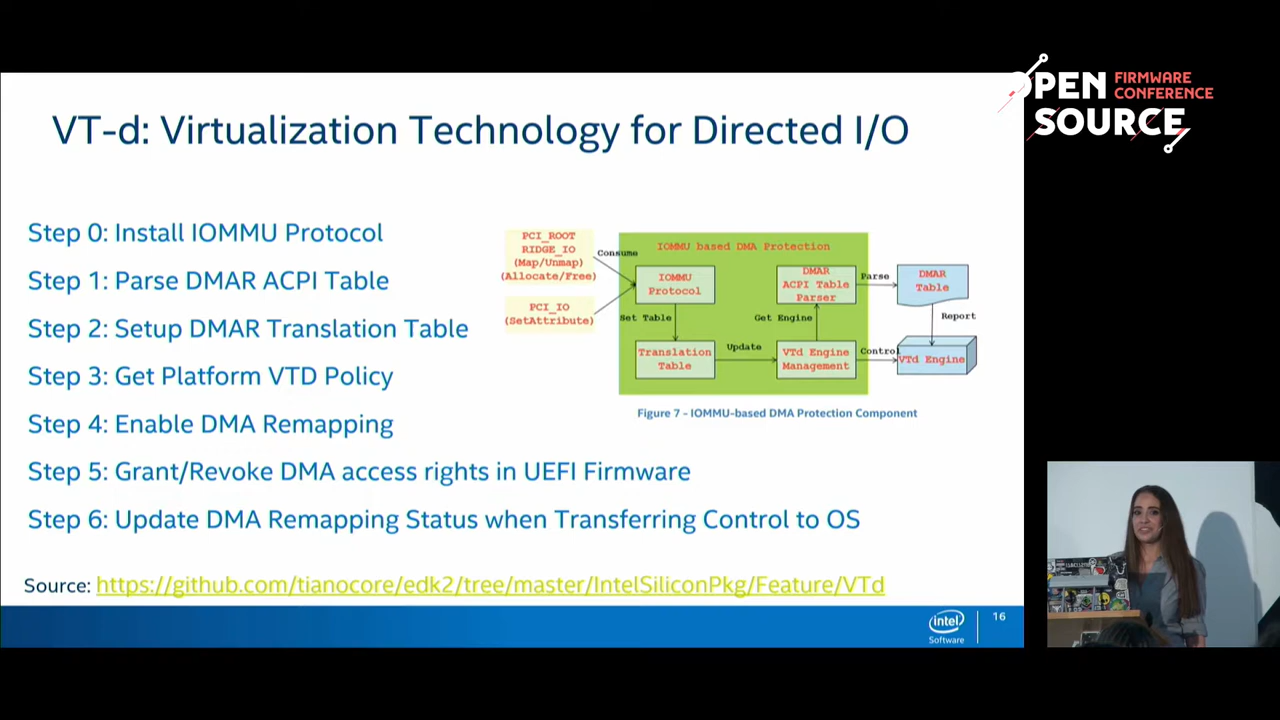 OPEN
SOURCE
FIRMWARE
CONFERENCE
VT-d: Virtualization Technology for Directed I/O
Step 0: Install IOMMU Protocol
Step 1: Parse DMAR ACPI Table
Step 2: Setup DMAR Translation Table
Step 3: Get Platform VTD Policy
Step 4: Enable DMA Remapping
Step 5: Grant/Revoke DMA access rights in UEFI Firmware
Step 6: Update DMA Remapping Status when Transferring Control to OS
PCI_ROOT
RIDGE_IO
(Map/Unmap)
(Allocate/Free)
PCI_IO
(SetAttribute)
Consume
IOMMU based DMA Protection
IOMMU
Protocol
DMAR
ACPI Table
Parser
Parse
DMAR
Table
Set Table
Get Engine
Report
Translation
Table
Update
VTd Engine
Management
Control
VTd Engine
Figure 7 - IOMMU-based DMA Protection Component
Source: https://github.com/tianocore/edk2/tree/master/IntelSiliconPkg/Feature/VTd
intel
Software
16